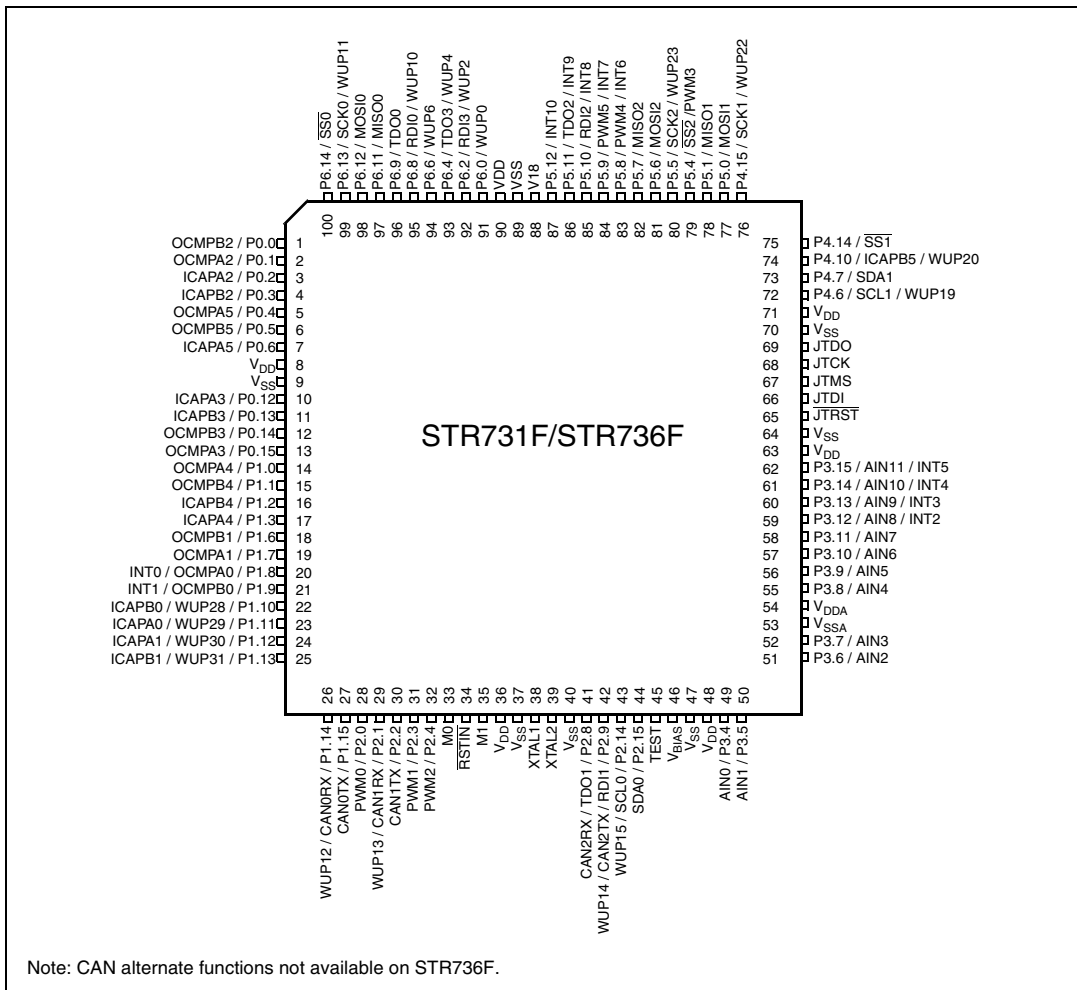 P6.14 / SS0
P6.13 / SCK0 / WUP11
P6.12 / MOSI0
P6.11 / MISO0
P6.9 / TDO0
P6.8 / RDI0 / WUP10
P6.6 / WUP6
P6.4 / TDO3 / WUP4
P6.2 / RDI3 / WUP2
P6.0 / WUP0
VDD
VSS
V18
P5.12 / INT10
P5.11 / TDO2 / INT9
P5.10 / RDI2 / INT8
P5.9 / PWM5 / INT7
P5.8 / PWM4 / INT6
P5.7 / MISO2
P5.6 / MOSI2
P5.5 / SCK2 / WUP23
P5.4 / SS2 /PWM3
P5.1 / MISO1
P5.0 / MOSI1
P4.15 / SCK1 / WUP22
100
99
98
97
96
95
94
93
92
91
90
89
88
87
86
85
84
83
82
81
80
79
78
77
76
OCMPB2 / P0.0 1
OCMPA2 / P0.1 2
ICAPA2 / P0.2 3
ICAPB2 / P0.3 4
OCMPA5 / P0.4 5
OCMPB5 / P0.5 6
ICAPA5 / P0.6 7
VDD 8
VSS 9
ICAPA3 / P0.12 10
ICAPB3 / P0.13 11
OCMPB3 / P0.14 12
OCMPA3 / P0.15 13
OCMPA4 / P1.0 14
OCMPB4 / P1.1 15
ICAPB4 / P1.2 16
ICAPA4 / P1.3 17
OCMPB1 / P1.6 18
OCMPA1 / P1.7 19
INT0 / OCMPA0 / P1.8 20
INT1 / OCMPB0 / P1.9 21
ICAPB0 / WUP28 / P1.10 22
ICAPA0 / WUP29 / P1.11 23
ICAPA1 / WUP30 / P1.12 24
ICAPB1 / WUP31 / P1.13 25
STR731F/STR736F
75 P4.14 / SS1
74 P4.10 / ICAPB5 / WUP20
73 P4.7 / SDA1
72 P4.6 / SCL1 / WUP19
71 VDD
70 VSS
69 JTDO
68 JTCK
67 JTMS
66 JTDI
65 JTRST
64 VSS
63 VDD
62 P3.15 / AIN11 / INT5
61 P3.14 / AIN10 / INT4
60 P3.13 / AIN9 / INT3
59 P3.12 / AIN8 / INT2
58 P3.11 / AIN7
57 P3.10 / AIN6
56 P3.9 / AIN5
55 P3.8 / AIN4
54 VDDA
53 VSSA
52 P3.7 / AIN3
51 P3.6 / AIN2
26
27
28
29
30
31
32
33
34
35
36
37
38
39
40
41
42
43
44
45
46
47
48
49
50
WUP12 / CAN0RX / P1.14
CAN0TX / P1.15
PWM0 / P2.0
WUP13 / CAN1RX / P2.1
CAN1TX / P2.2
PWM1 / P2.3
PWM2 / P2.4
M0
RSTIN
M1
VDD
VSS
XTAL1
XTAL2
VSS
CAN2RX / TDO1 / P2.8
WUP14 / CAN2TX / RDI1 / P2.9
WUP15 / SCL0 / P2.14
SDA0 / P2.15
TEST
VBIAS
VSS
VDD
AIN0 / P3.4
AIN1 / P3.5
Note: CAN alternate functions not available on STR736F.